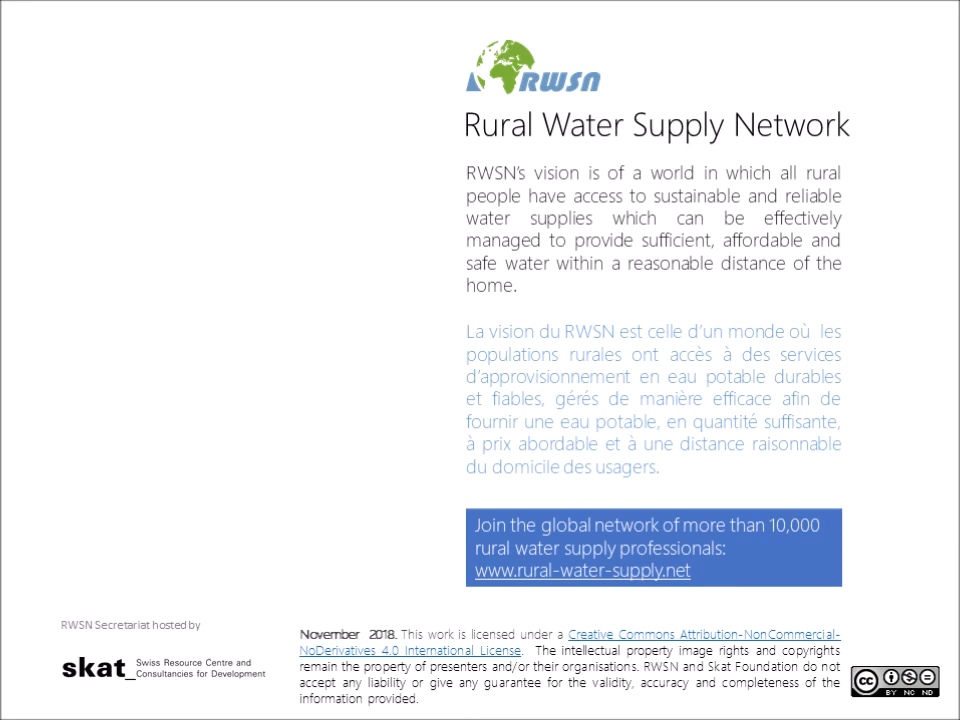 RWSN
Rural Water Supply Network
RWSN's vision is of a world in which all rural
people have access to sustainable and reliable
water supplies which can be effectively
managed to provide sufficient, affordable and
safe water within a reasonable distance of the
home.
La vision du RWSN est celle d'un monde où les
populations rurales ont accès à des services
d'approvisionnement en eau potable durables
et fiables, gérés de manière efficace afin de
fournir une eau potable, en quantité suffisante,
à prix abordable et à une distance raisonnable
du domicile des usagers.
Join the global network of more than 10,000
rural water supply professionals:
www.rural-water-supply.net
RWSN Secretariat hosted by
skat_ Swiss Resource Centre and
Consultancies for Development
November 2018. This work is licensed under a Creative Commons Attribution-NonCommercial-
NoDerivatives 4.0 International License. The intellectual property image rights and copyrights
remain the property of presenters and/or their organisations. RWSN and Skat Foundation do not
accept any liability or give any guarantee for the validity, accuracy and completeness of the
information provided.
cc
BY NC ND